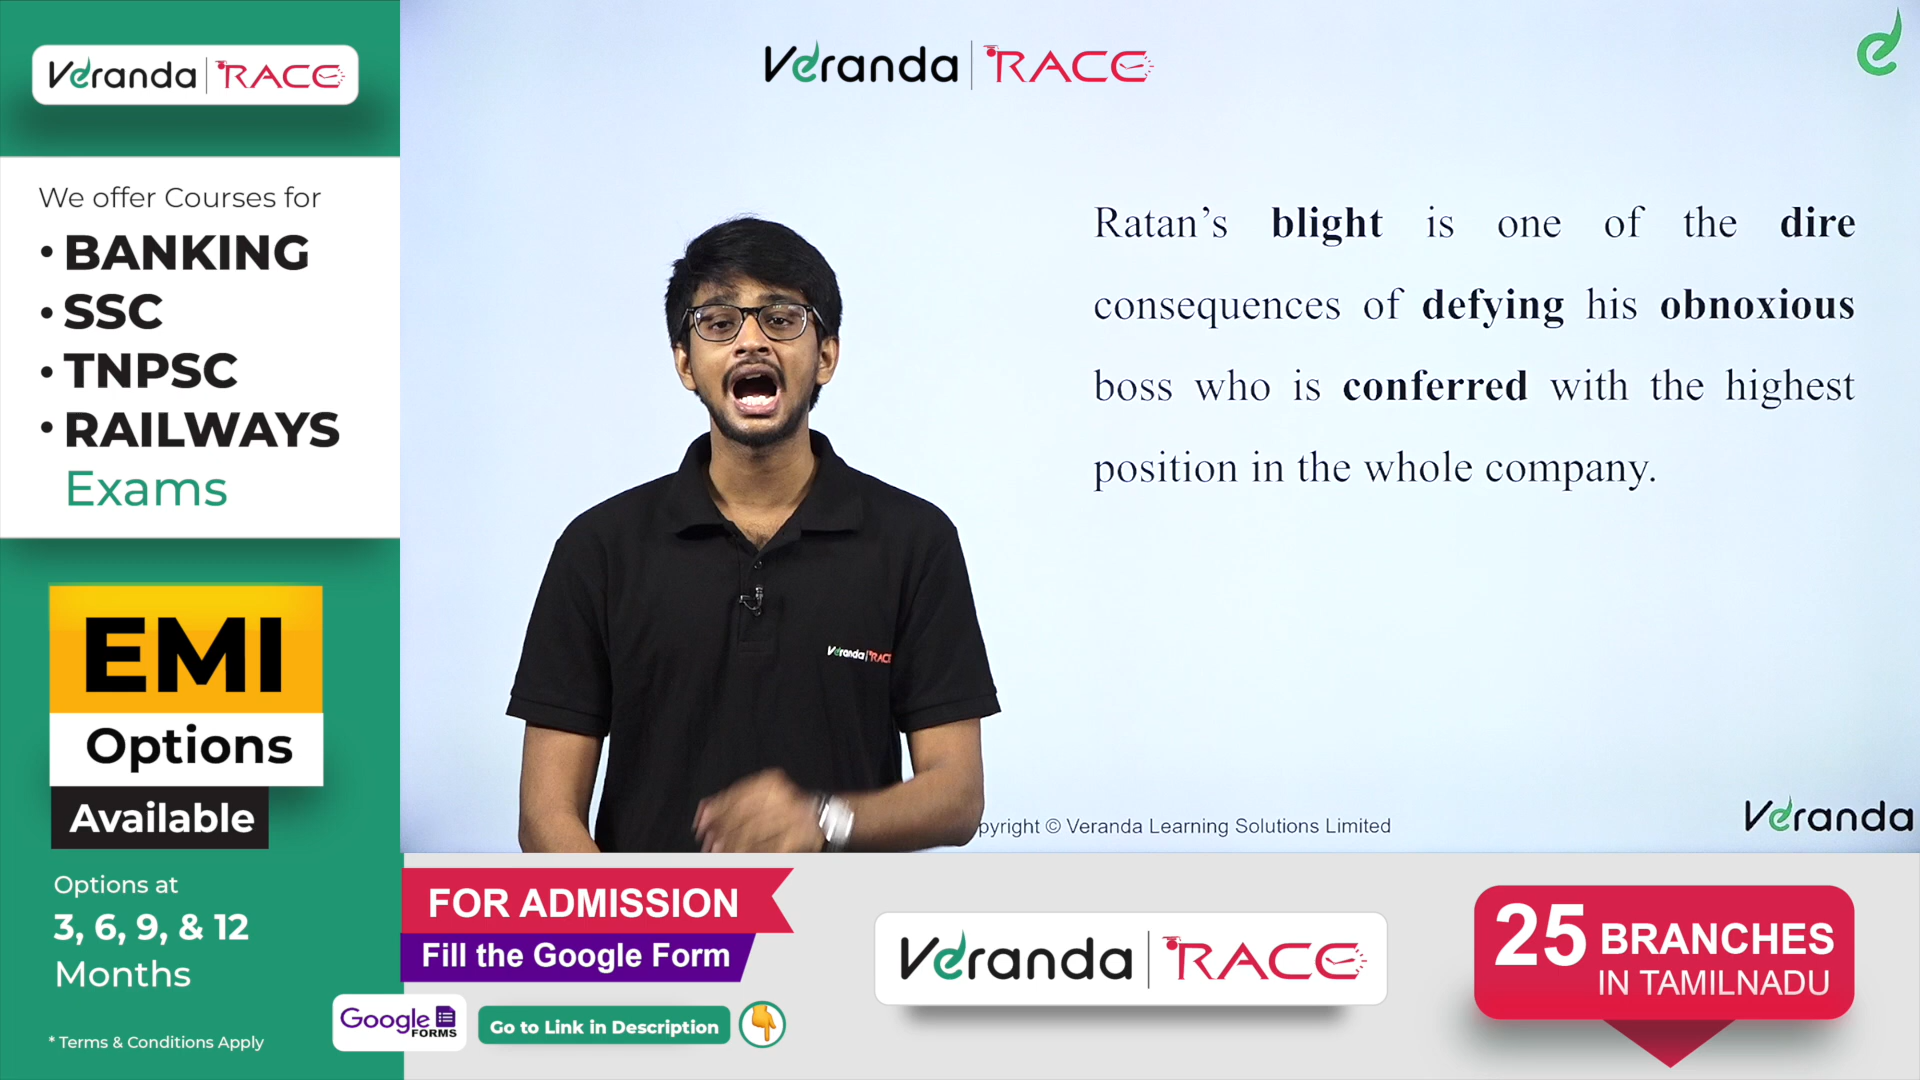 Veranda RACE
We offer Courses for
• BANKING
• SSC
• TNPSC
• RAILWAYS
Exams
EMI
Options
Available
Options at
3, 6, 9, & 12
Months
* Terms & Conditions Apply
Veranda RACE
Ratan’s blight is one of the dire
consequences of defying his obnoxious
boss who is conferred with the highest
position in the whole company.
Veranda RACE
pyright © Veranda Learning Solutions Limited
Veranda
FOR ADMISSION
Fill the Google Form
Google FORMS
Go to Link in Description
Veranda RACE
25 BRANCHES
IN TAMILNADU